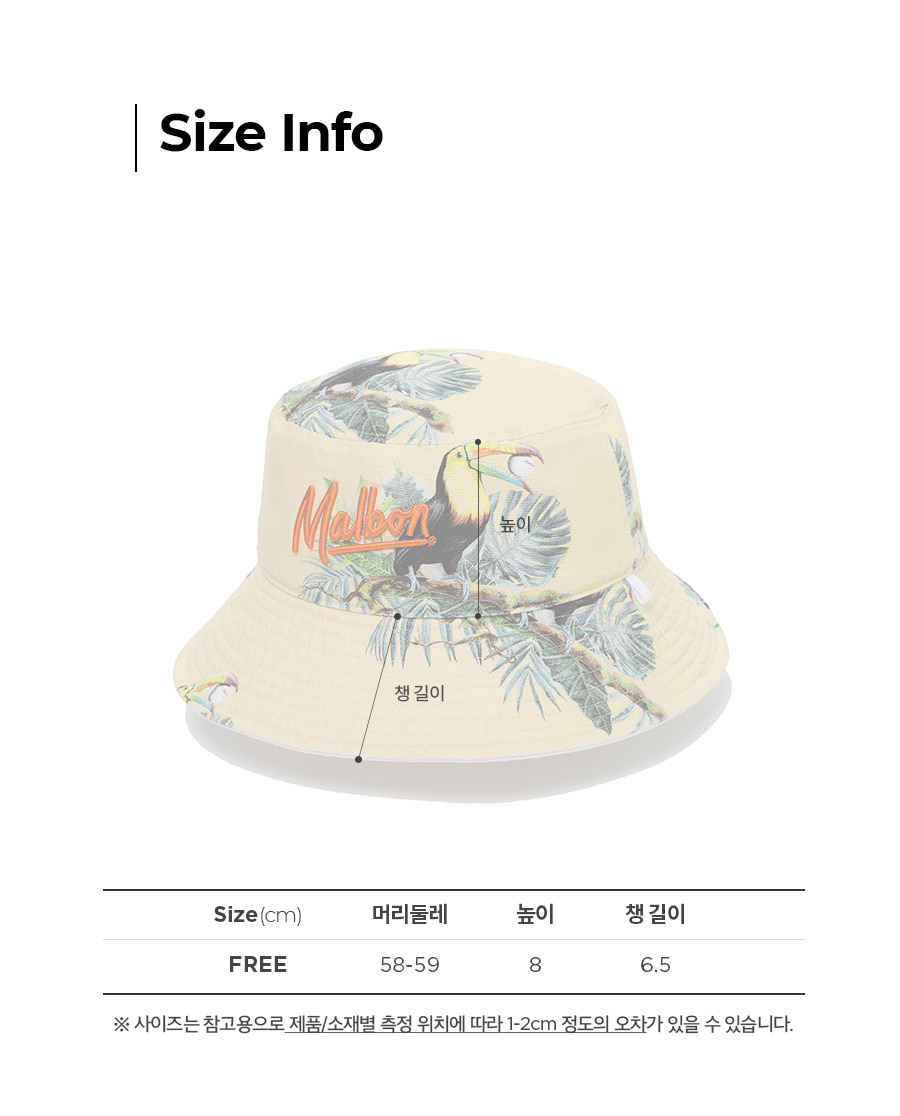 Size Info
Malbon
높이
챙 길이
Size(cm) 머리둘레 높이 챙 길이
FREE 58-59 8 6.5
※ 사이즈는 참고용으로 제품/소재별 측정 위치에 따라 1-2cm 정도의 오차가 있을 수 있습니다.